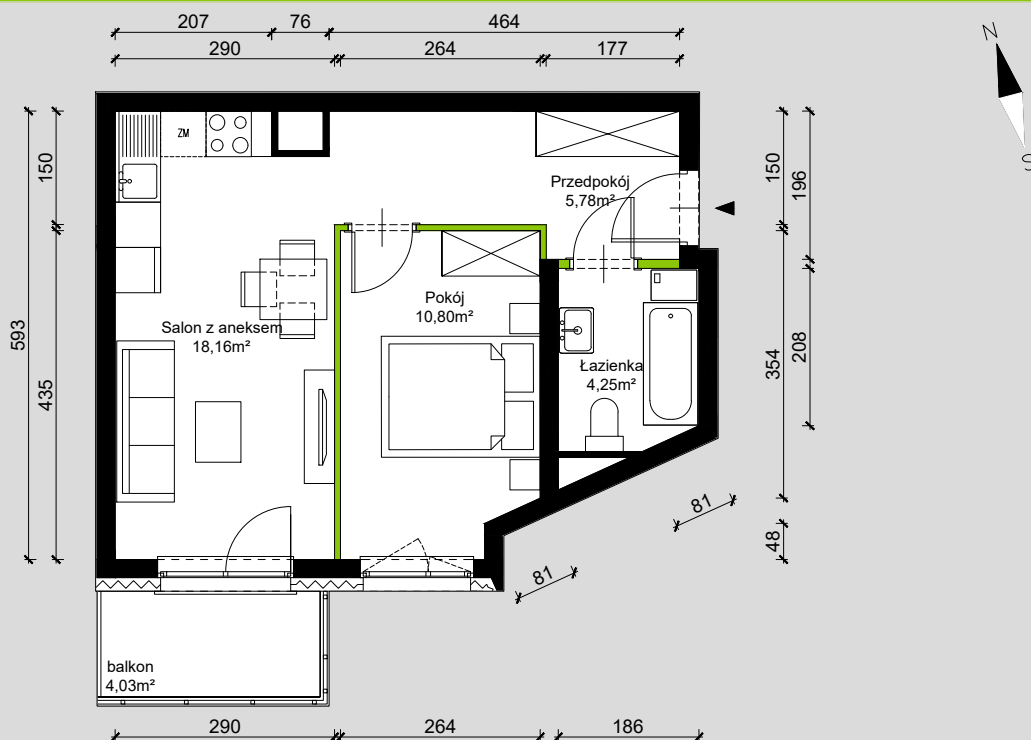 207 76 464
290 264 177
N
S
150
593
435
150
196
354
208
48
ZM
Przedpokój
5,78m²
Pokój
10,80m²
Salon z aneksem
18,16m²
Łazienka
4,25m²
81
81
balkon
4,03m²
290 264 186